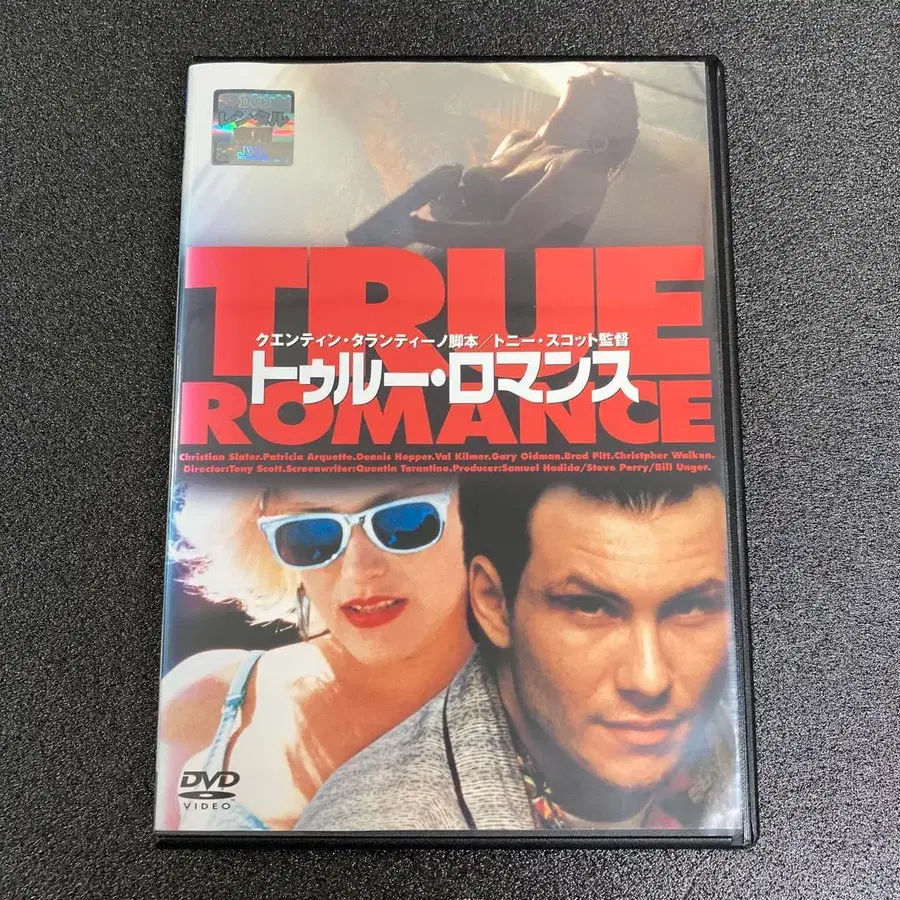 DVD
レンタル
TRUE
クエンティン・タランティーノ脚本/トニー・スコット監督
トゥルー・ロマンス
ROMANCE
Christian Slater.Patricia Arquette.Dennis Hopper.Val Kilmer.Gary Oldman.Brad Pitt.Christpher Walken.
Director:Tony Scott.Screenwriter:Quentin Tarantino.Producer:Samuel Hadida/Steve Perry/Bill Unger.
DVD
VIDEO